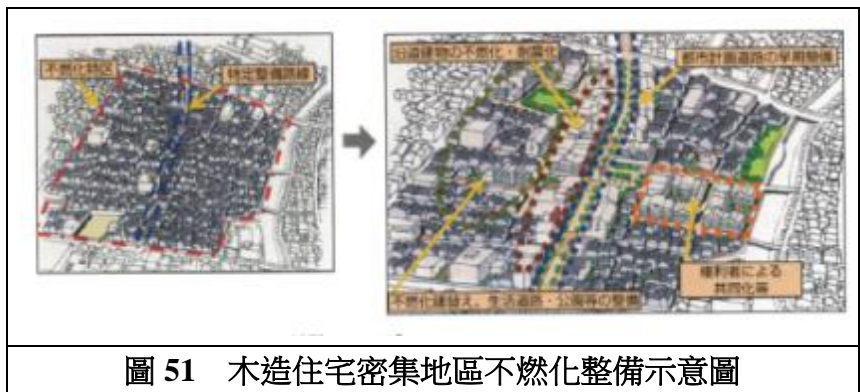 不燃化特区
特定整備路線
沿道建物の不燃化・耐震化
都市計画道路の早期整備
不燃化建替え、生活道路・公園等の整備
権利者による
共同化等
圖 51 木造住宅密集地區不燃化整備示意圖